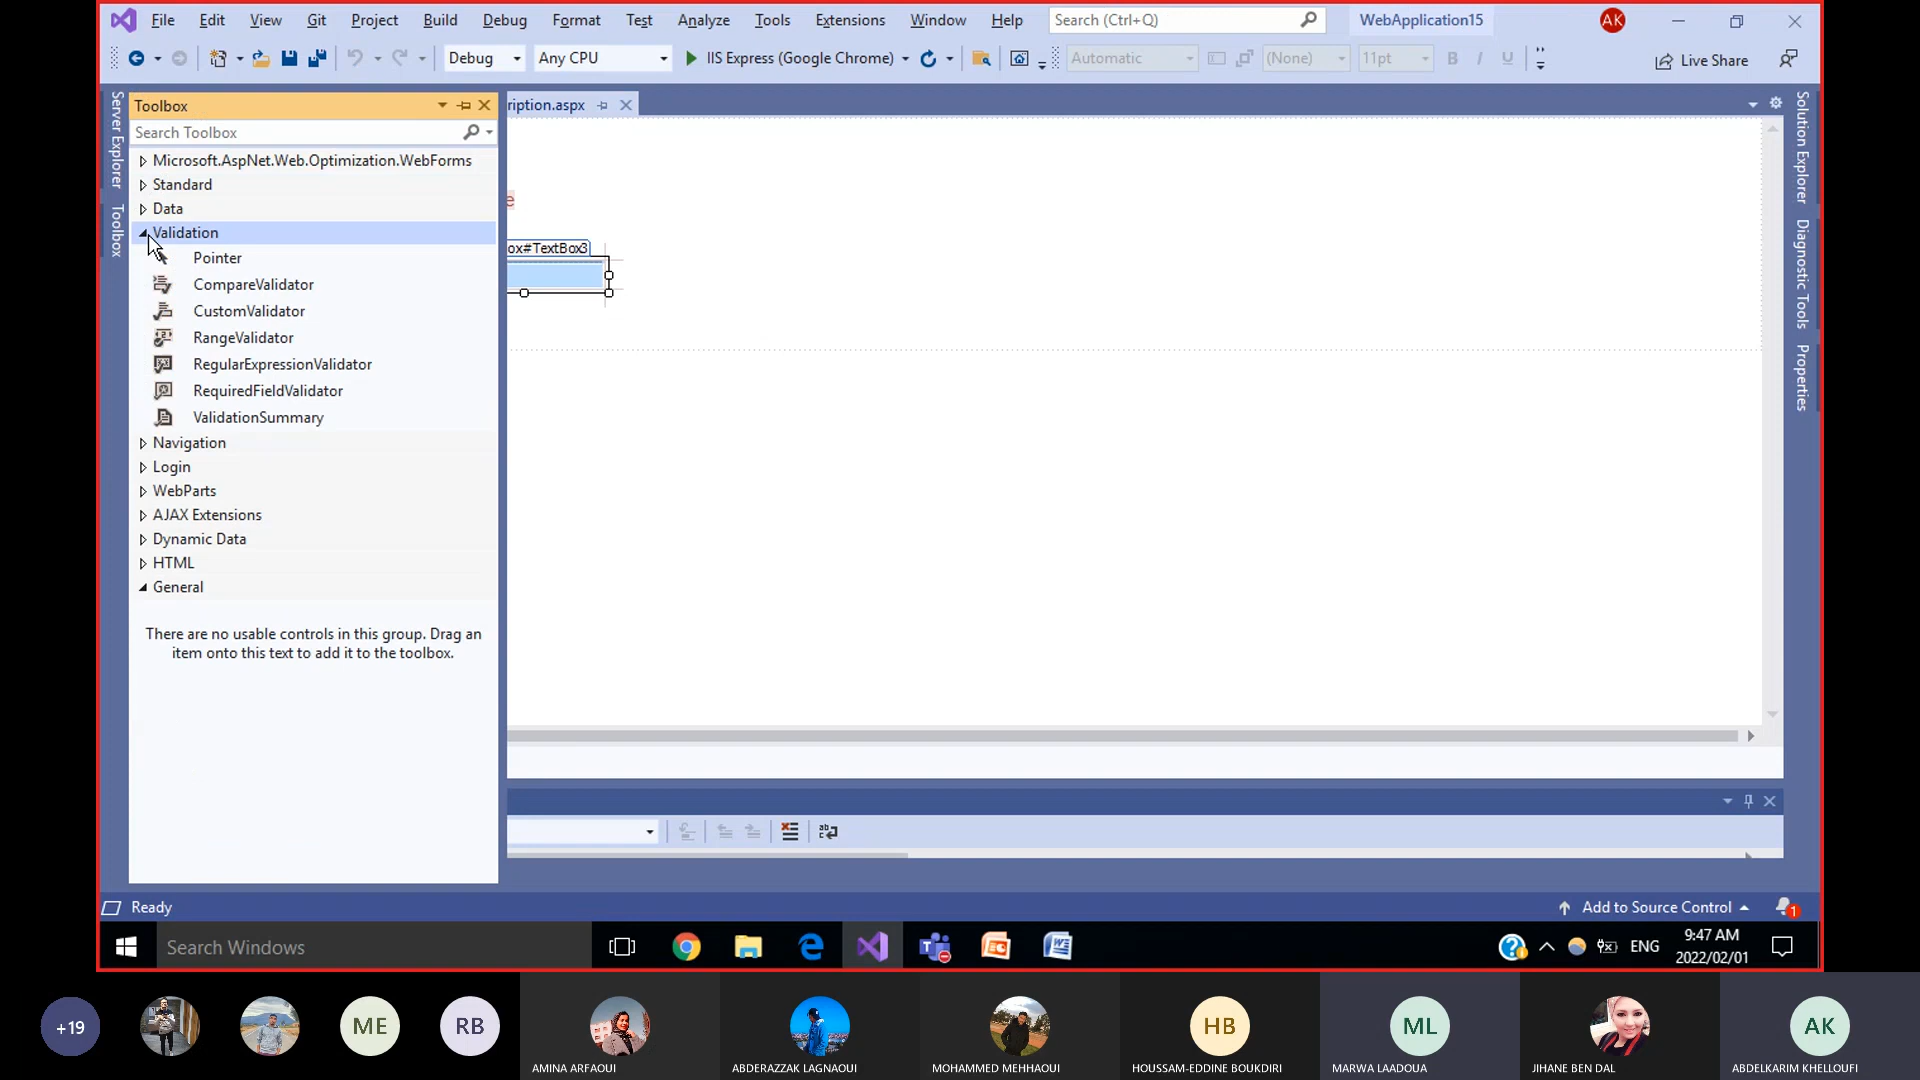 File Edit View Git Project Build Debug Format Test Analyze Tools Extensions Window Help Search (Ctrl+Q) WebApplication15 AK
Debug Any CPU IIS Express (Google Chrome) Automatic (None) 11pt B I U Live Share
Server Explorer
Toolbox
Toolbox
Search Toolbox
Microsoft.AspNet.Web.Optimization.WebForms
Standard
Data
Validation
Pointer
CompareValidator
CustomValidator
RangeValidator
RegularExpressionValidator
RequiredFieldValidator
ValidationSummary
Navigation
Login
WebParts
AJAX Extensions
Dynamic Data
HTML
General
There are no usable controls in this group. Drag an
item onto this text to add it to the toolbox.
ription.aspx
e
ox#TextBox3
Solution Explorer
Diagnostic Tools
Properties
Ready
Add to Source Control
1
Search Windows
ENG
9:47 AM
2022/02/01
+19
ME
RB
HB
ML
AK
AMINA ARFAOUI
ABDERAZZAK LAGNAOUI
MOHAMMED MEHHAOUI
HOUSSAM-EDDINE BOUKDIRI
MARWA LAADOUA
JIHANE BEN DAL
ABDELKARIM KHELLOUFI